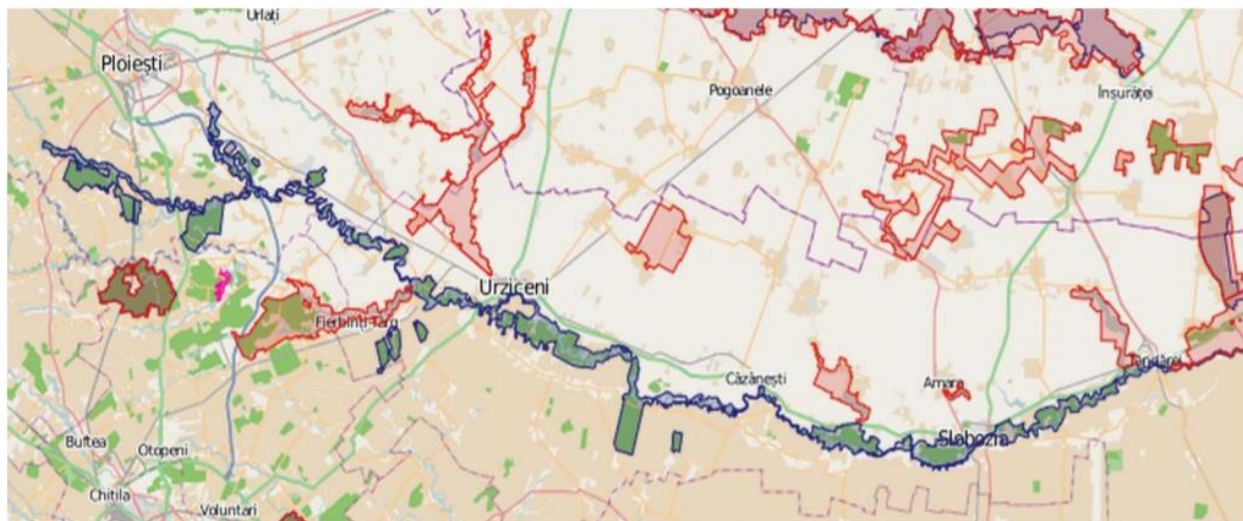 Urlați
Ploiești
Pogoanele
Însurăței
Urziceni
Fierbinți-Târg
Țăndărei
Căzănești
Amara
Slobozia
Buftea
Otopeni
Chitila
Voluntari